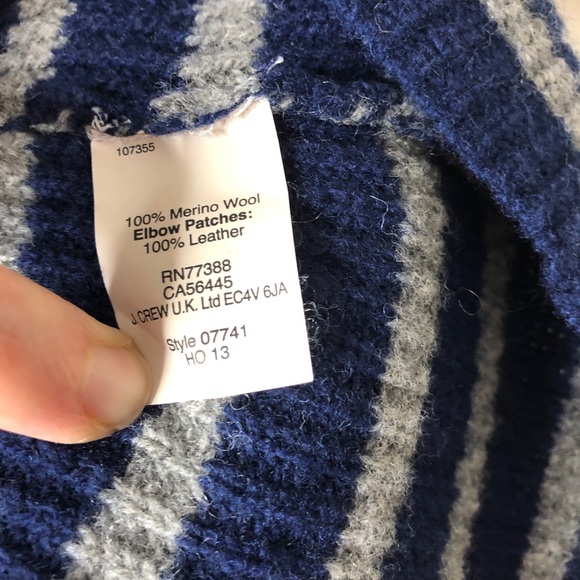 107355
100% Merino Wool
Elbow Patches:
100% Leather
RN77388
CA56445
J.CREW U.K. Ltd EC4V 6JA
Style 07741
HO 13